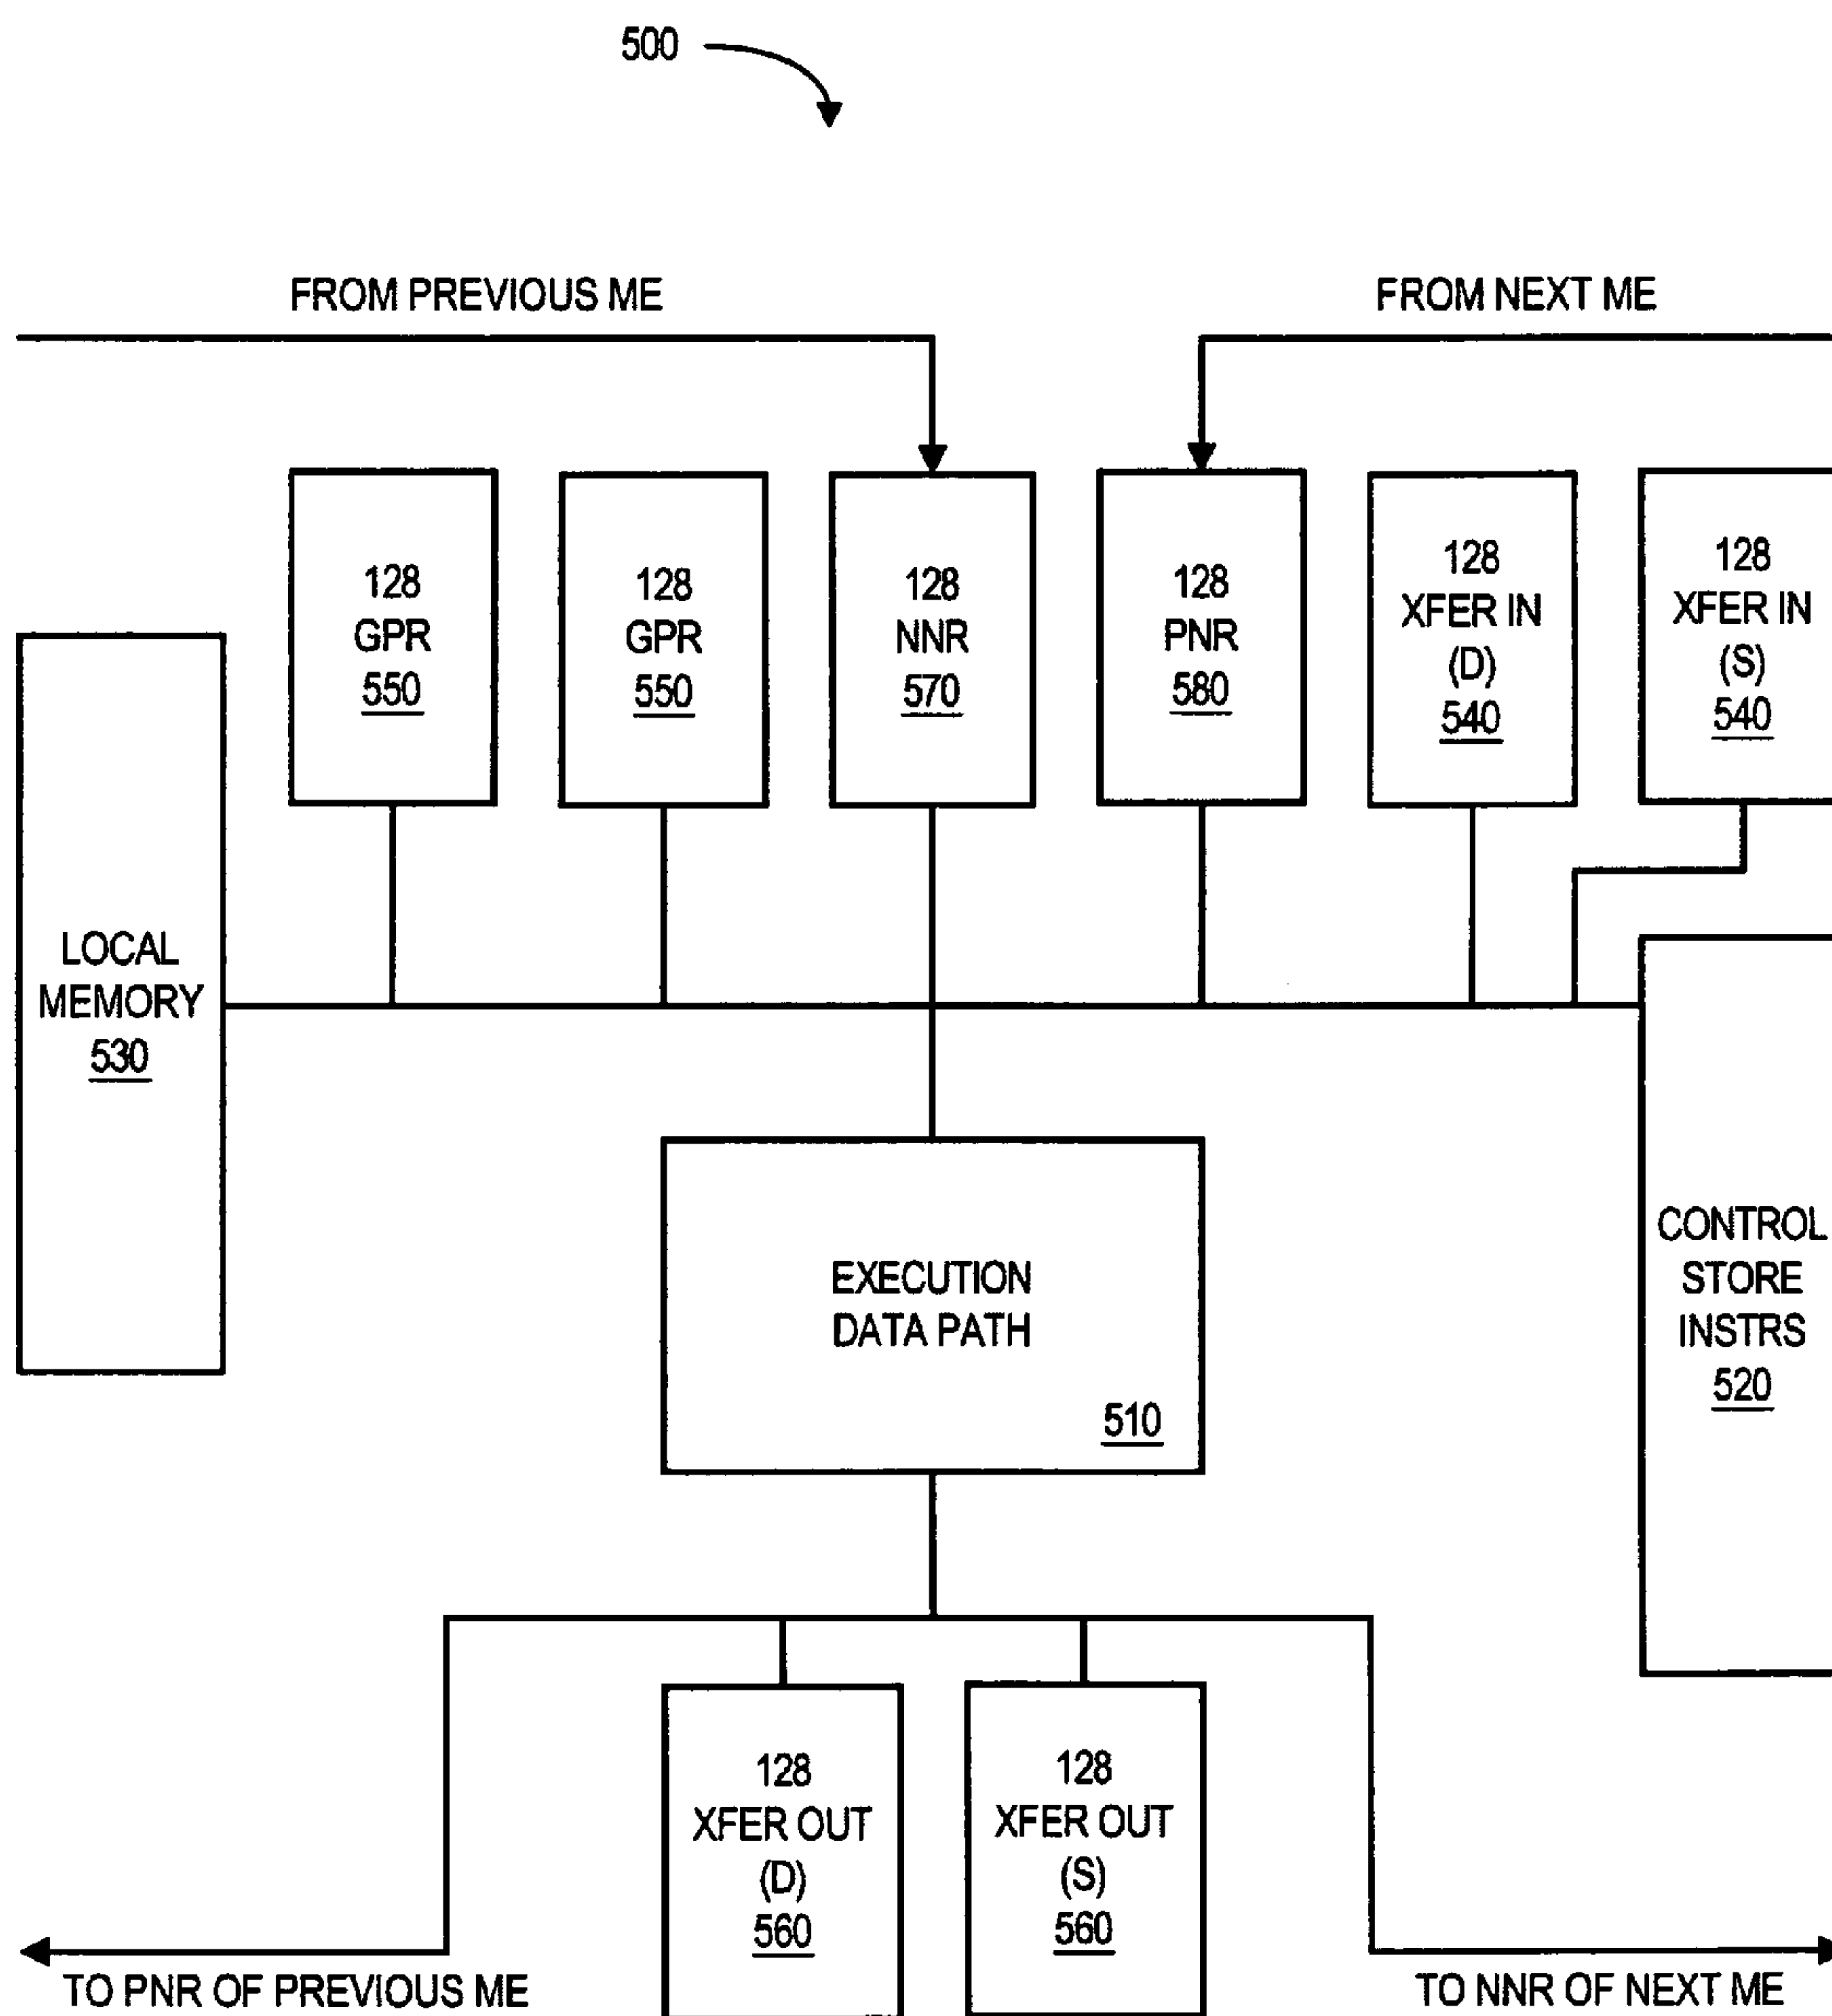 500
FROM PREVIOUS ME
FROM NEXT ME
128
GPR
550
128
GPR
550
128
NNR
570
128
PNR
580
128
XFER IN
(D)
540
128
XFER IN
(S)
540
LOCAL
MEMORY
530
EXECUTION
DATA PATH
510
CONTROL
STORE
INSTRS
520
128
XFER OUT
(D)
560
128
XFER OUT
(S)
560
TO PNR OF PREVIOUS ME
TO NNR OF NEXT ME